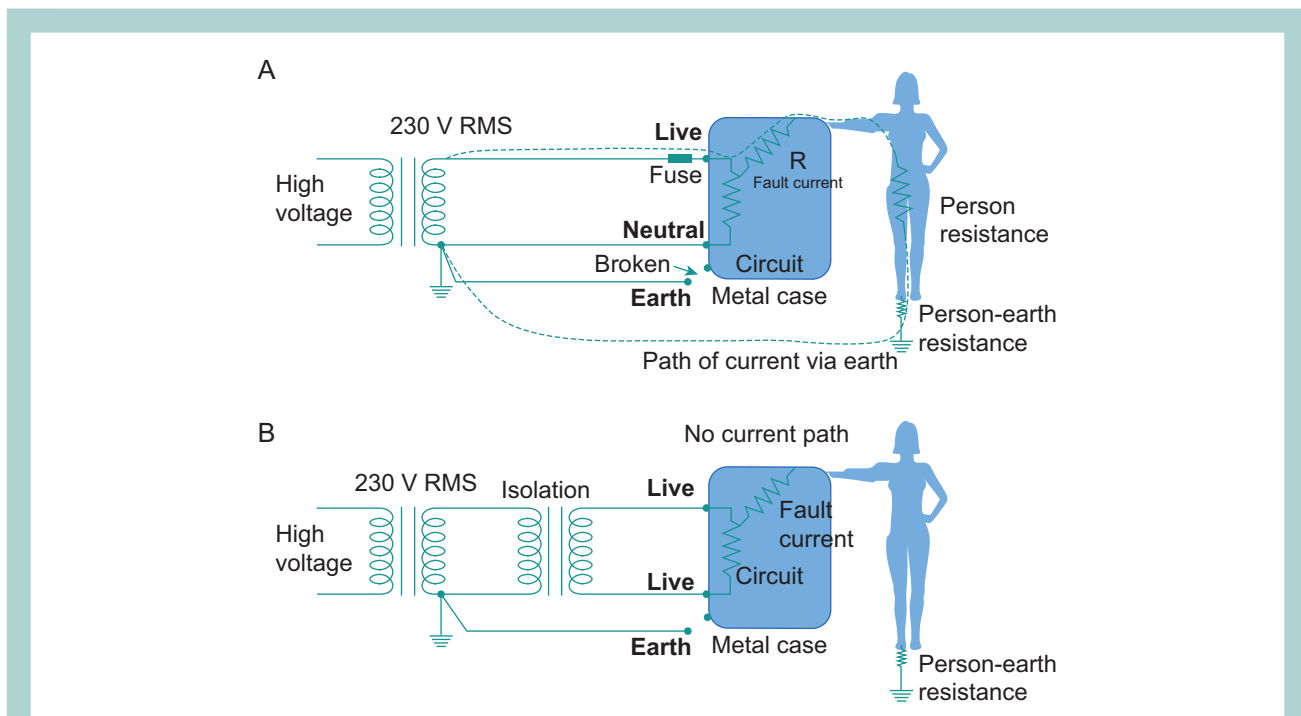 A
230 V RMS
Live
High
voltage
Fuse
R
Fault current
Neutral
Person
resistance
Broken
Circuit
Earth
Metal case
Person-earth
resistance
Path of current via earth
B
No current path
230 V RMS
Isolation
Live
High
voltage
Fault
current
Live
Circuit
Earth
Metal case
Person-earth
resistance